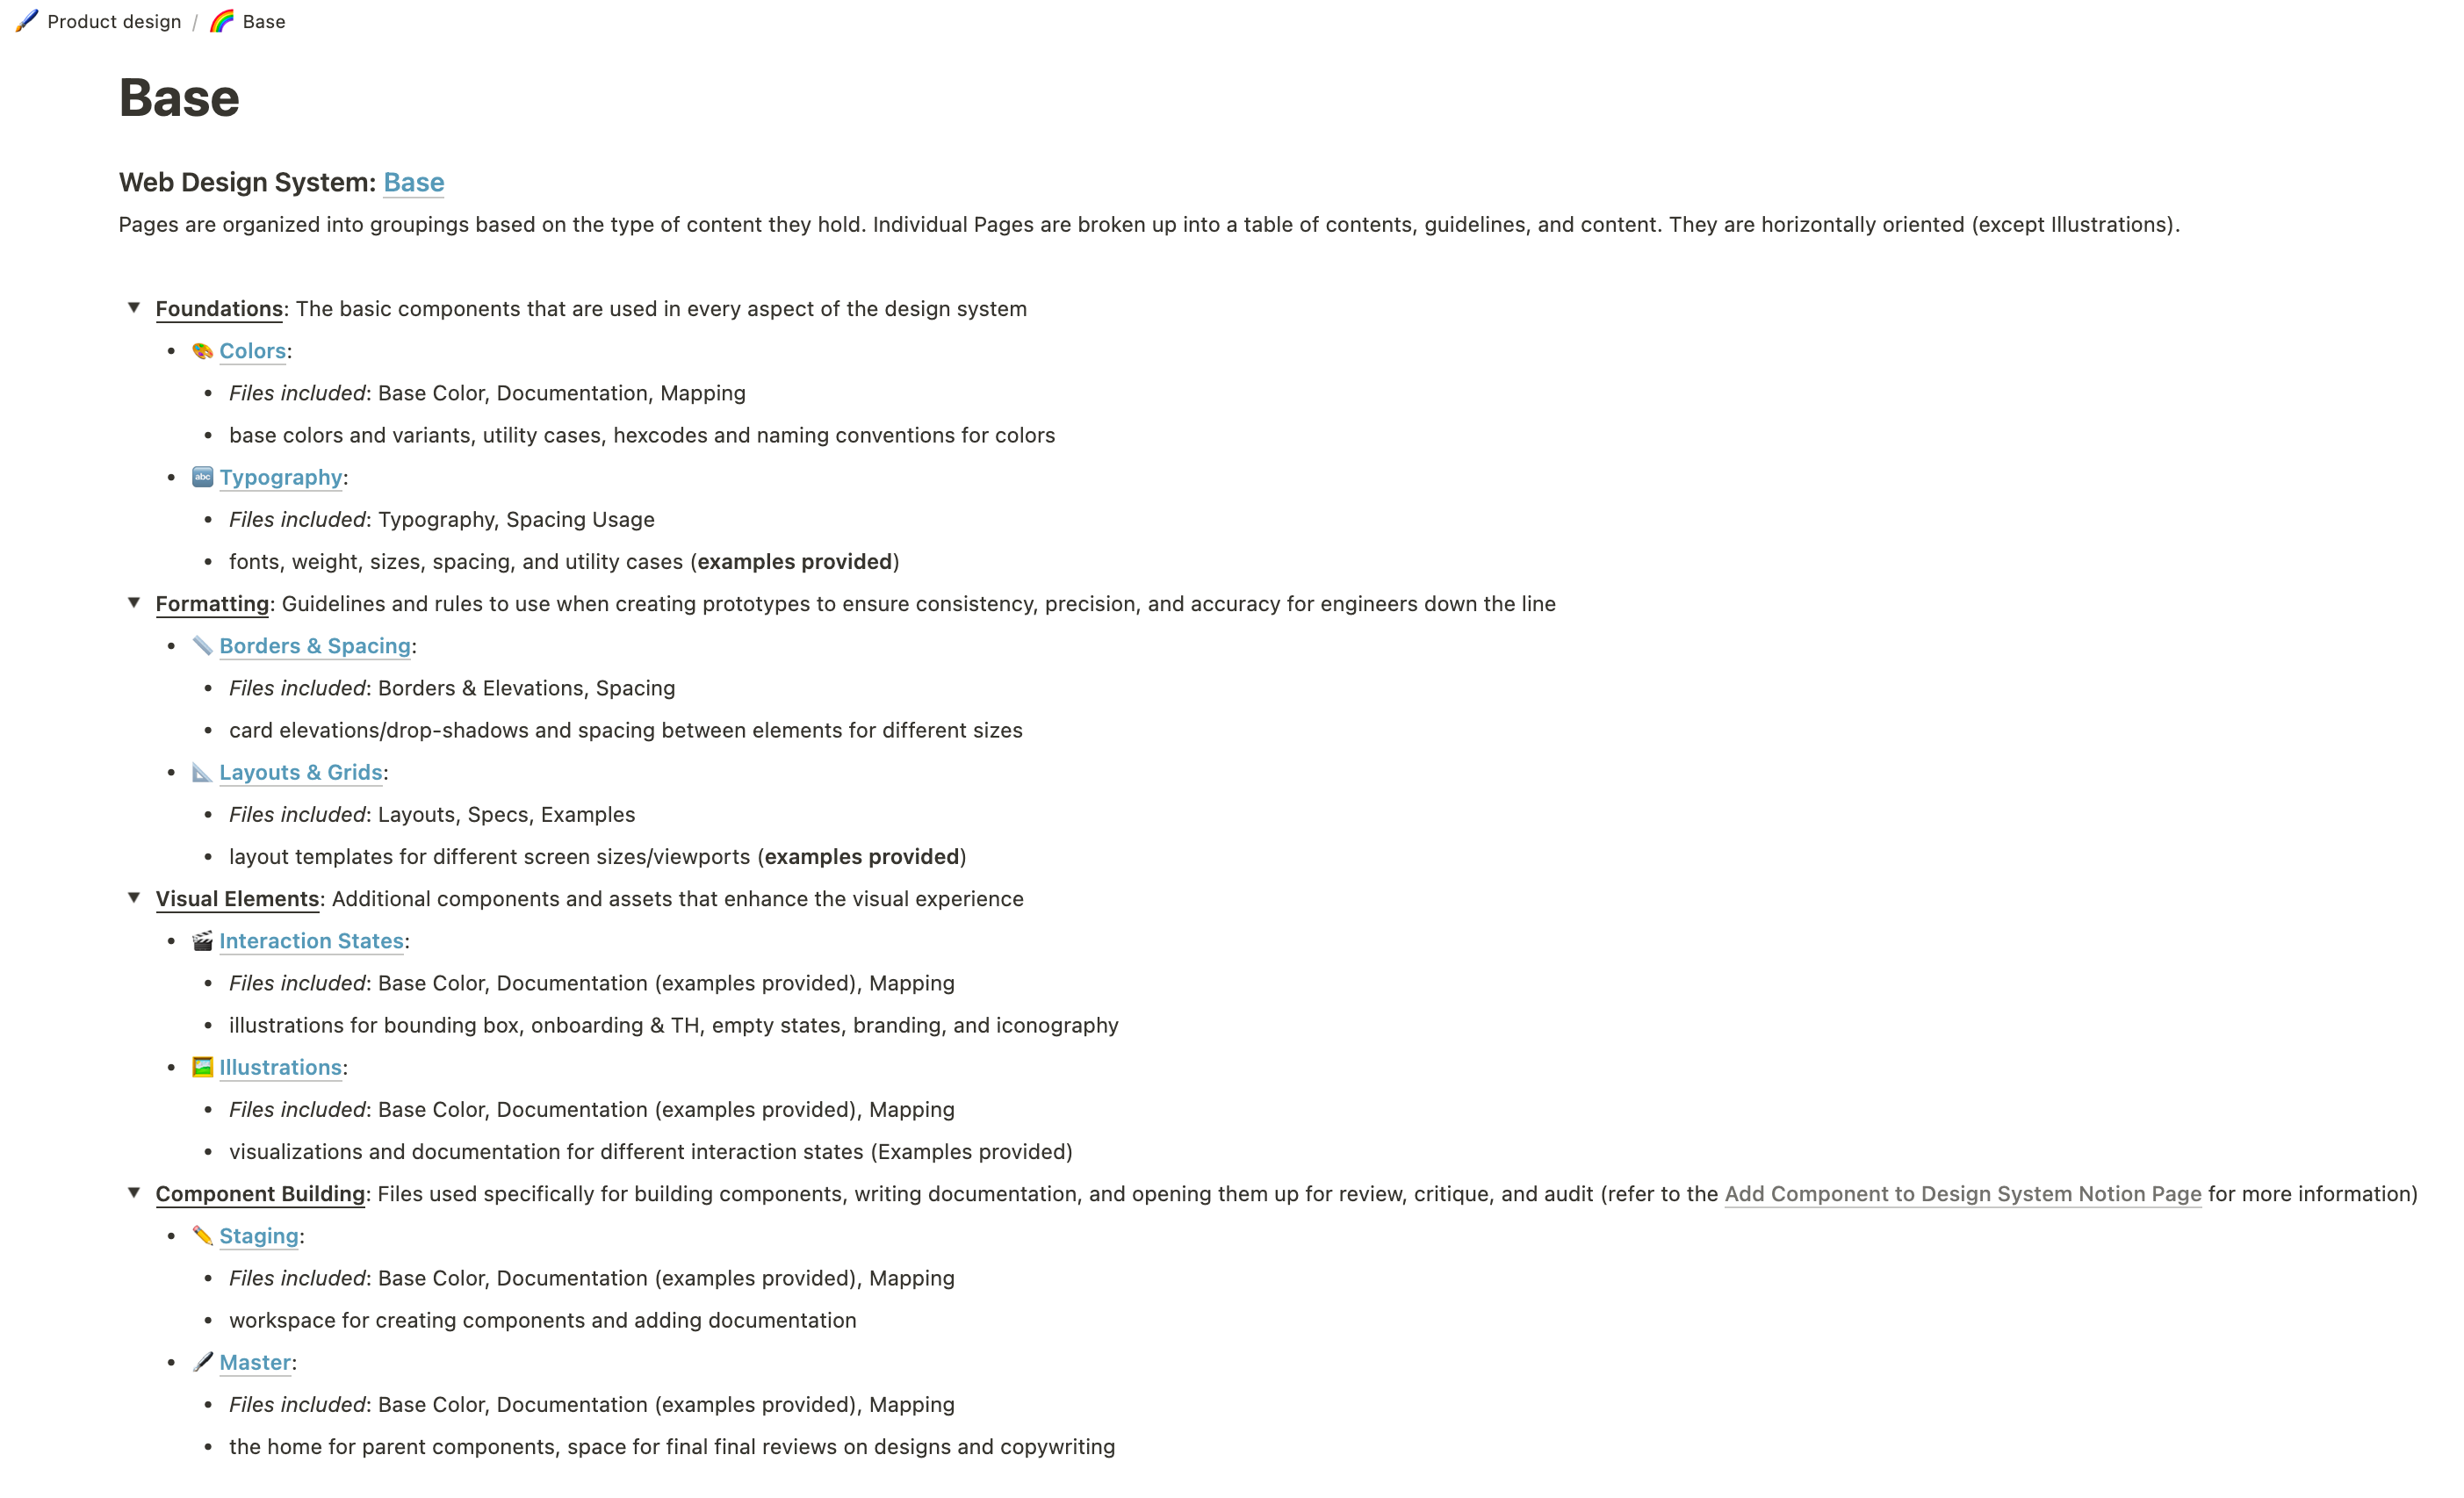 Product design / Base
Base
Web Design System: Base
Pages are organized into groupings based on the type of content they hold. Individual Pages are broken up into a table of contents, guidelines, and content. They are horizontally oriented (except Illustrations).
Foundations: The basic components that are used in every aspect of the design system
Colors:
Files included: Base Color, Documentation, Mapping
base colors and variants, utility cases, hexcodes and naming conventions for colors
abc Typography:
Files included: Typography, Spacing Usage
fonts, weight, sizes, spacing, and utility cases (examples provided)
Formatting: Guidelines and rules to use when creating prototypes to ensure consistency, precision, and accuracy for engineers down the line
Borders & Spacing:
Files included: Borders & Elevations, Spacing
card elevations/drop-shadows and spacing between elements for different sizes
Layouts & Grids:
Files included: Layouts, Specs, Examples
layout templates for different screen sizes/viewports (examples provided)
Visual Elements: Additional components and assets that enhance the visual experience
Interaction States:
Files included: Base Color, Documentation (examples provided), Mapping
illustrations for bounding box, onboarding & TH, empty states, branding, and iconography
Illustrations:
Files included: Base Color, Documentation (examples provided), Mapping
visualizations and documentation for different interaction states (Examples provided)
Component Building: Files used specifically for building components, writing documentation, and opening them up for review, critique, and audit (refer to the Add Component to Design System Notion Page for more information)
Staging:
Files included: Base Color, Documentation (examples provided), Mapping
workspace for creating components and adding documentation
Master:
Files included: Base Color, Documentation (examples provided), Mapping
the home for parent components, space for final final reviews on designs and copywriting